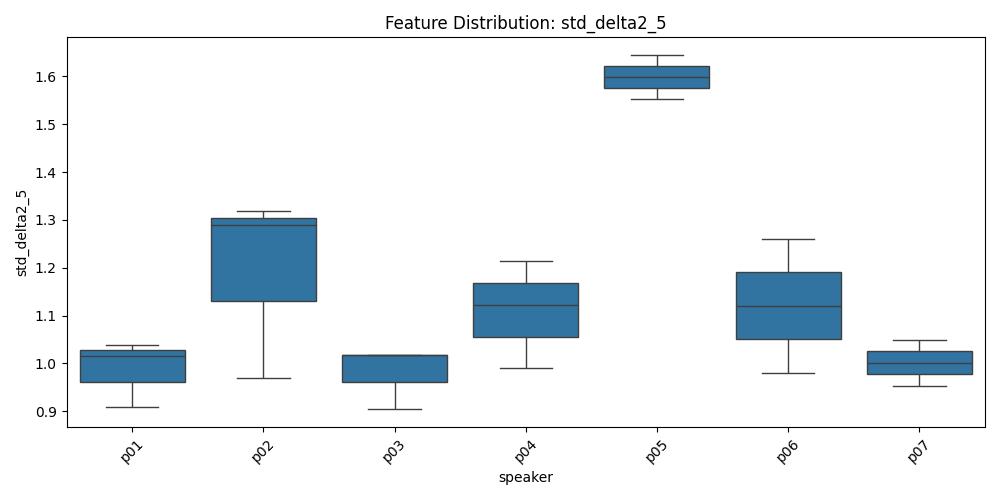 Feature Distribution: std_delta2_5
std_delta2_5
1.6
1.5
1.4
1.3
1.2
1.1
1.0
0.9
p01 p02 p03 p04 p05 p06 p07
speaker